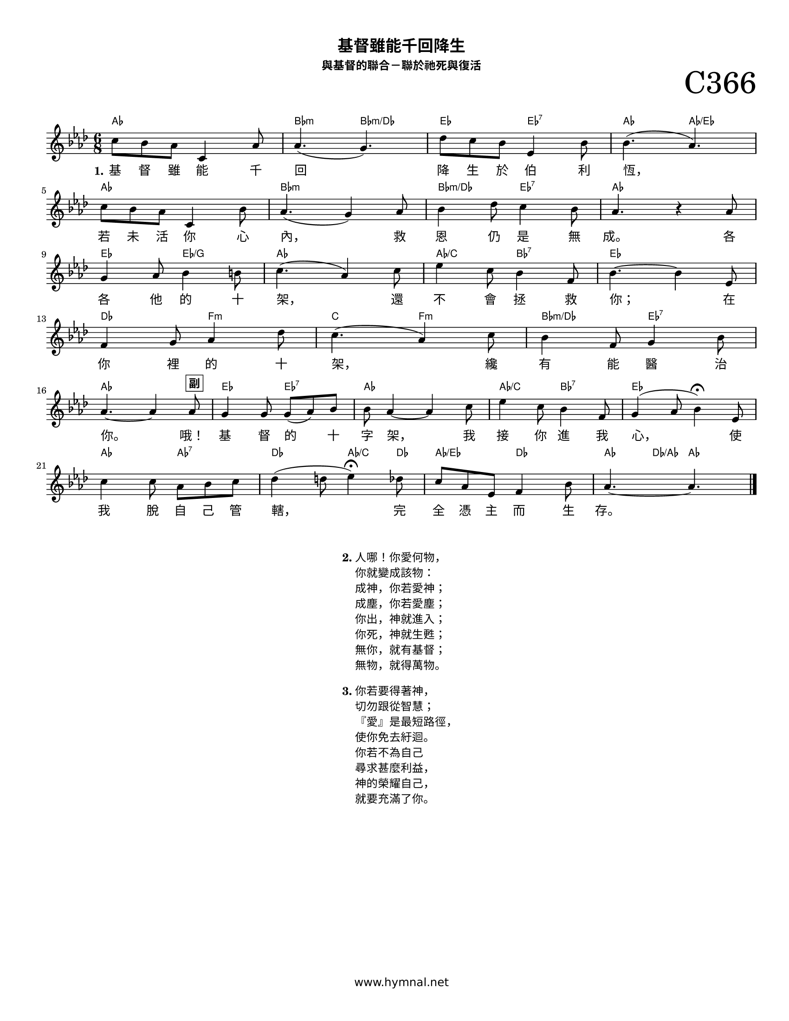 基督雖能千回降生
與基督的聯合－聯於祂死與復活
C366
A♭ B♭m B♭m/D♭ E♭ E♭7 A♭ A♭/E♭
1. 基 督 雖 能 千 回 降 生 於 伯 利 恆，
5 A♭ B♭m B♭m/D♭ E♭7 A♭
若 未 活 你 心 內， 救 恩 仍 是 無 成。 各
9 E♭ E♭/G A♭ A♭/C B♭7 E♭
各 他 的 十 架， 還 不 會 拯 救 你； 在
13 D♭ Fm C Fm B♭m/D♭ E♭7
你 裡 的 十 架， 纔 有 能 醫 治
16 A♭ 副 E♭ E♭7 A♭ A♭/C B♭7 E♭
你。 哦！ 基 督 的 十 字 架， 我 接 你 進 我 心， 使
21 A♭ A♭7 D♭ A♭/C D♭ A♭/E♭ D♭ A♭ D♭/A♭ A♭
我 脫 自 己 管 轄， 完 全 憑 主 而 生 存。
2. 人哪！你愛何物，
你就變成該物：
成神，你若愛神；
成塵，你若愛塵；
你出，神就進入；
你死，神就生甦；
無你，就有基督；
無物，就得萬物。
3. 你若要得著神，
切勿跟從智慧；
『愛』是最短路徑，
使你免去紆迴。
你若不為自己
尋求甚麼利益，
神的榮耀自己，
就要充滿了你。
www.hymnal.net